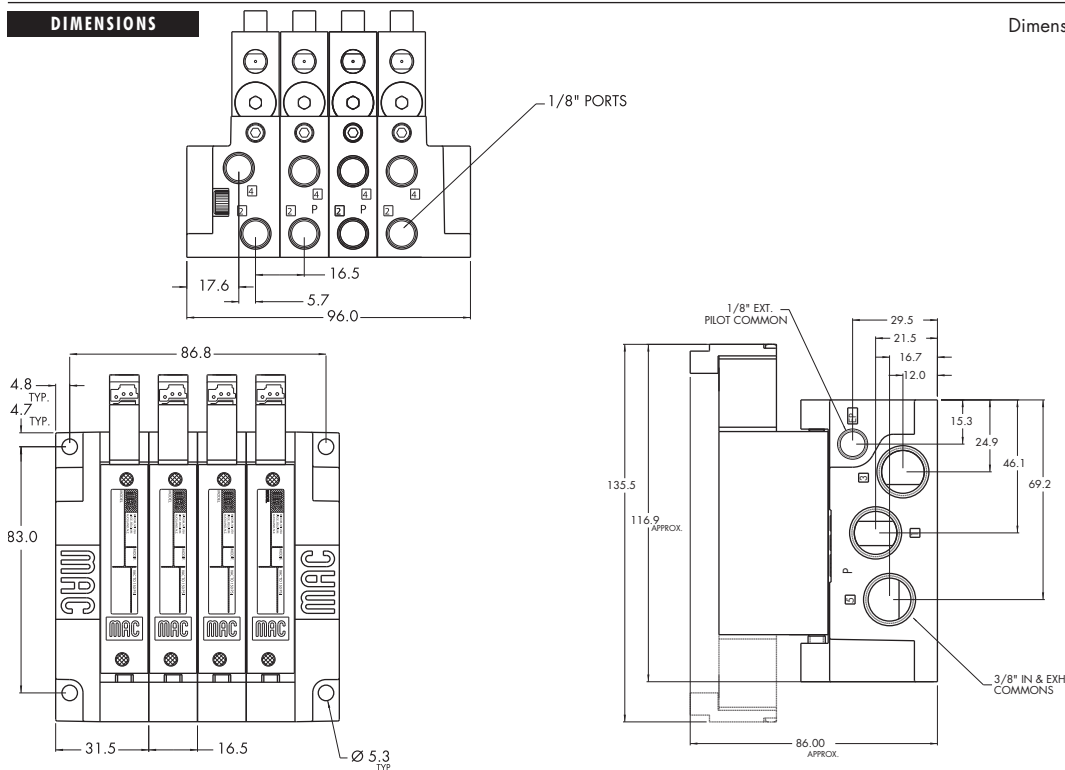 DIMENSIONS
Dimens
1/8" PORTS
4
4
4
4
2
2
P
2
P
2
16.5
17.6
5.7
96.0
86.8
4.8
TYP.
4.7
TYP.
83.0
MAC
MAC
MAC
MAC
MAC
MAC
31.5
16.5
Ø 5.3
TYP
1/8" EXT.
PILOT COMMON
29.5
21.5
16.7
12.0
EP
15.3
24.9
46.1
69.2
3
1
P
5
135.5
116.9
APPROX.
3/8" IN & EXH
COMMONS
86.00
APPROX.